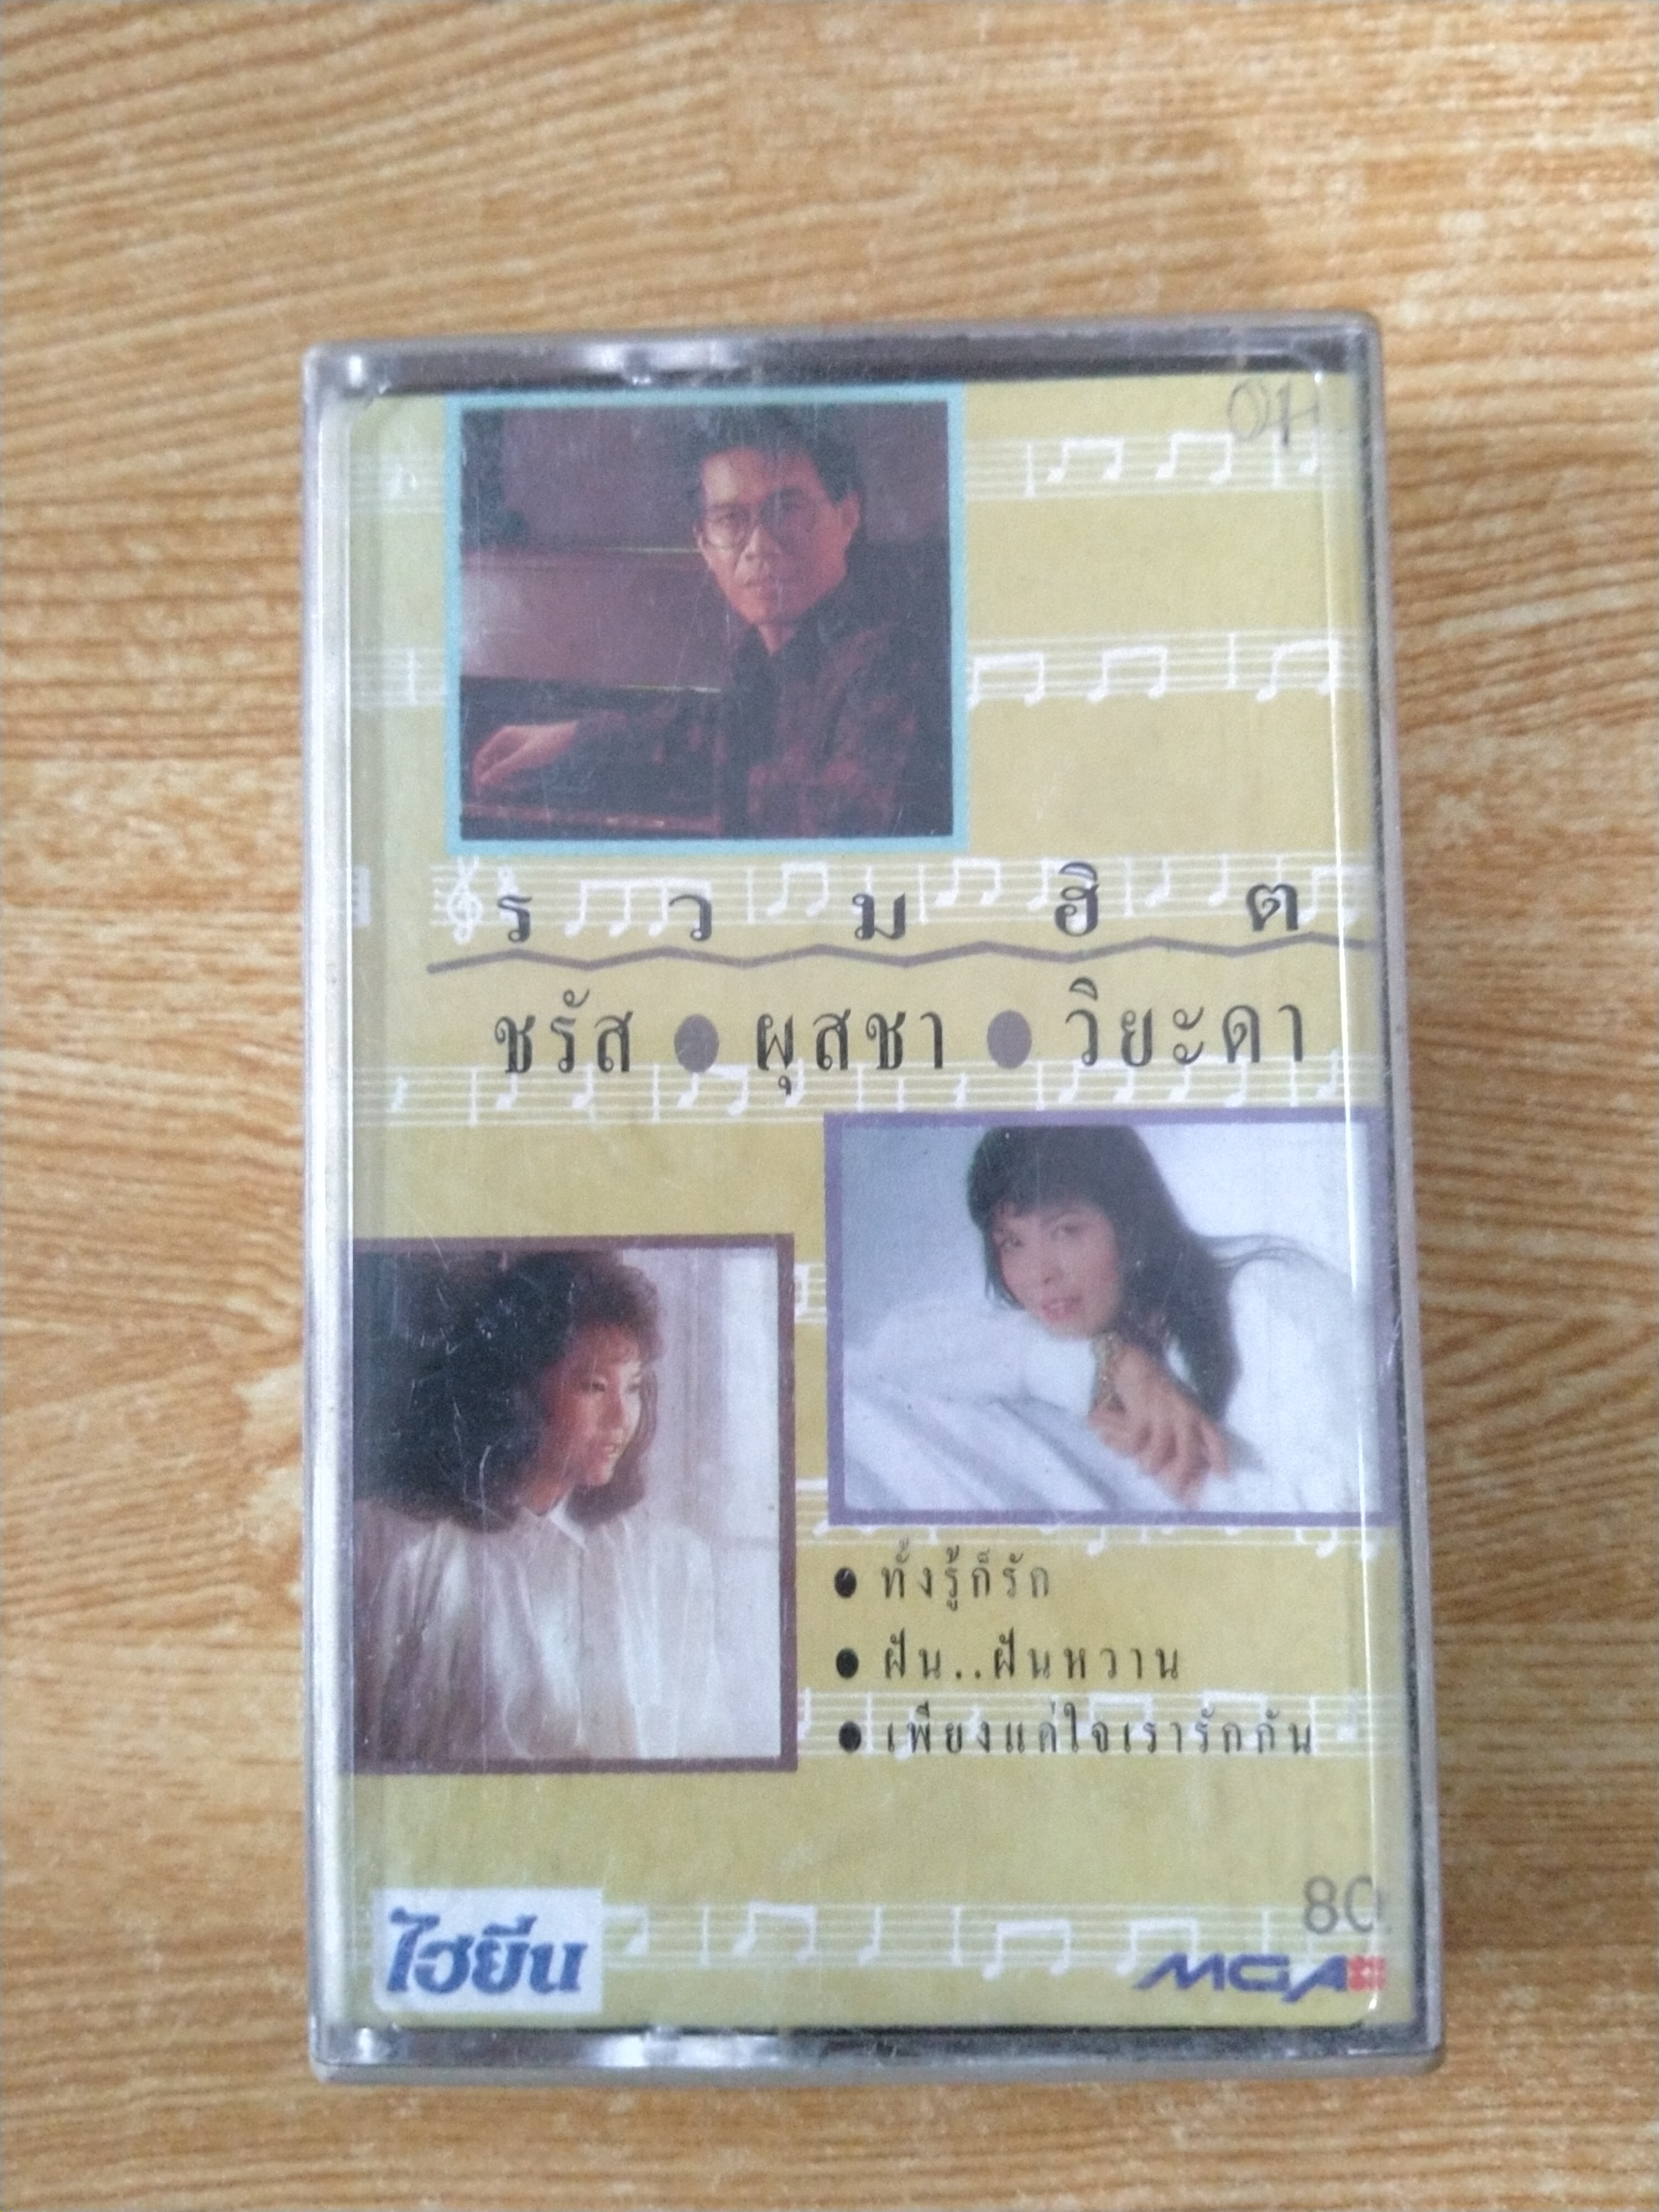 รวมฮิต
ชรัส ● ผุสชา ● วิยะดา
● ทั้งรู้ก็รัก
● ฝัน..ฝันหวาน
● เพียงแค่ใจเรารักกัน
80
ไฮยีน
MGA